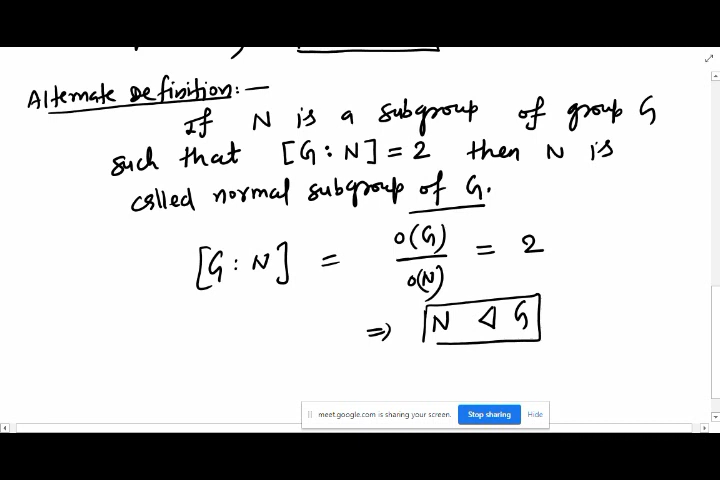 Alternate Definition:—
If N is a subgroup of group G
such that [G : N] = 2 then N is
called normal subgroup of G.
[G : N] = o(G) / o(N) = 2
⇒ N ⊲ G
meet.google.com is sharing your screen. Stop sharing Hide